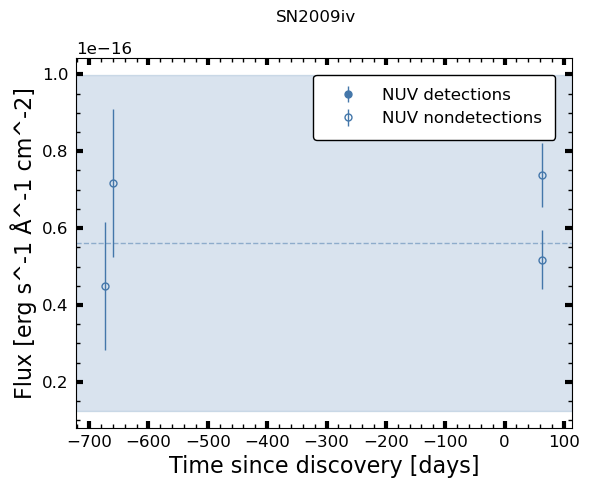 SN2009iv
1e−16
NUV detections
NUV nondetections
1.0
0.8
0.6
0.4
0.2
Flux [erg s^-1 Å^-1 cm^-2]
−700 −600 −500 −400 −300 −200 −100 0 100
Time since discovery [days]